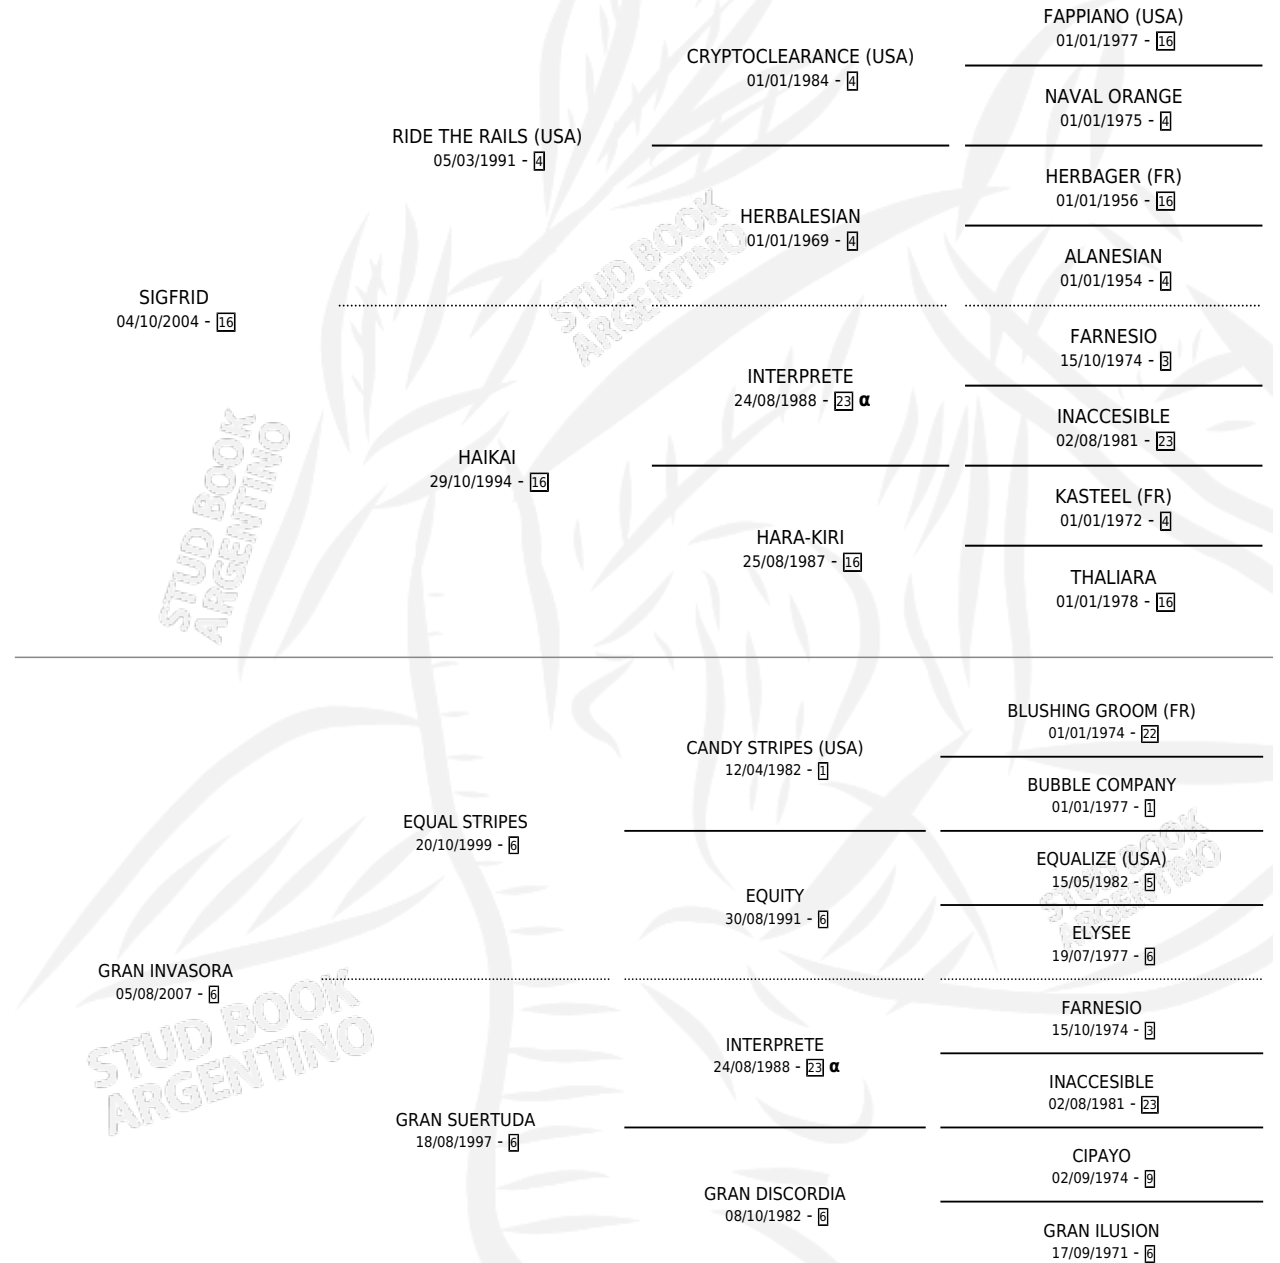 FAPPIANO (USA)
01/01/1977 - 16
CRYPTOCLEARANCE (USA)
01/01/1984 - 4
NAVAL ORANGE
01/01/1975 - 4
RIDE THE RAILS (USA)
05/03/1991 - 4
HERBAGER (FR)
01/01/1956 - 16
HERBALESIAN
01/01/1969 - 4
ALANESIAN
01/01/1954 - 4
SIGFRID
04/10/2004 - 16
FARNESIO
15/10/1974 - 3
INTERPRETE
24/08/1988 - 23 α
INACCESIBLE
02/08/1981 - 23
HAIKAI
29/10/1994 - 16
KASTEEL (FR)
01/01/1972 - 4
HARA-KIRI
25/08/1987 - 16
THALIARA
01/01/1978 - 16
BLUSHING GROOM (FR)
01/01/1974 - 22
CANDY STRIPES (USA)
12/04/1982 - 1
BUBBLE COMPANY
01/01/1977 - 1
EQUAL STRIPES
20/10/1999 - 6
EQUALIZE (USA)
15/05/1982 - 5
EQUITY
30/08/1991 - 6
ELYSEE
19/07/1977 - 6
GRAN INVASORA
05/08/2007 - 6
FARNESIO
15/10/1974 - 3
INTERPRETE
24/08/1988 - 23 α
INACCESIBLE
02/08/1981 - 23
GRAN SUERTUDA
18/08/1997 - 6
CIPAYO
02/09/1974 - 9
GRAN DISCORDIA
08/10/1982 - 6
GRAN ILUSION
17/09/1971 - 6
STUD BOOK
ARGENTINO
STUD BOOK
ARGENTINO
STUD BOOK
ARGENTINO
STUD BOOK
ARGENTINO